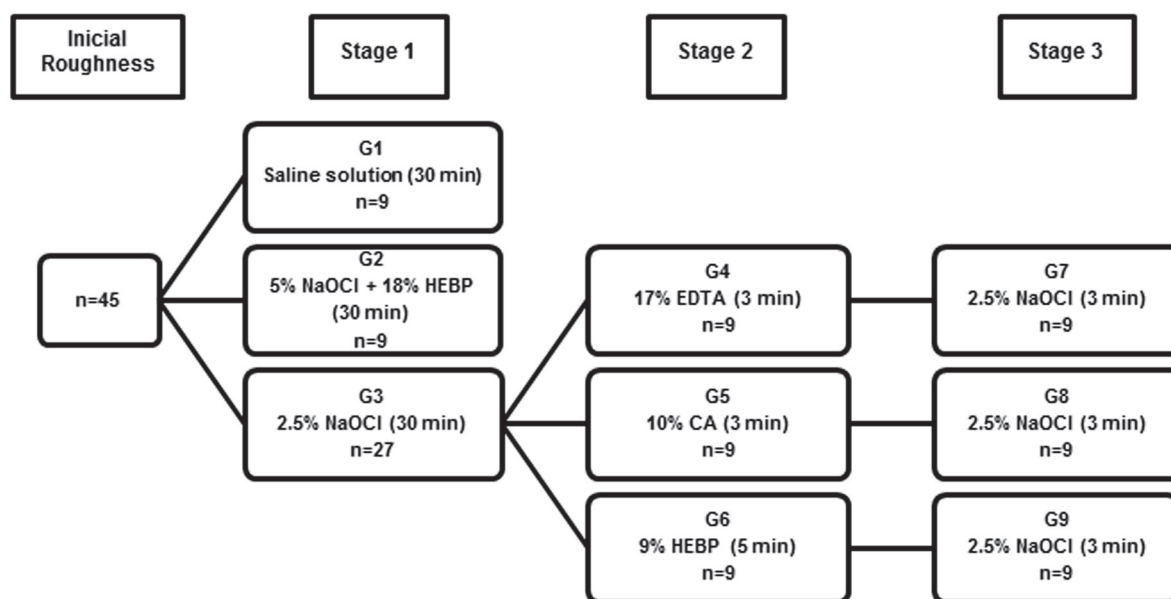 Inicial
Roughness
Stage 1
Stage 2
Stage 3
n=45
G1
Saline solution (30 min)
n=9
G2
5% NaOCl + 18% HEBP
(30 min)
n=9
G3
2.5% NaOCl (30 min)
n=27
G4
17% EDTA (3 min)
n=9
G5
10% CA (3 min)
n=9
G6
9% HEBP (5 min)
n=9
G7
2.5% NaOCl (3 min)
n=9
G8
2.5% NaOCl (3 min)
n=9
G9
2.5% NaOCl (3 min)
n=9